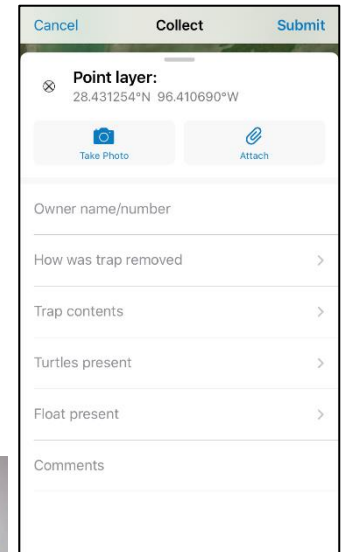 Cancel Collect Submit
Point layer:
28.431254°N 96.410690°W
Take Photo Attach
Owner name/number
How was trap removed
Trap contents
Turtles present
Float present
Comments